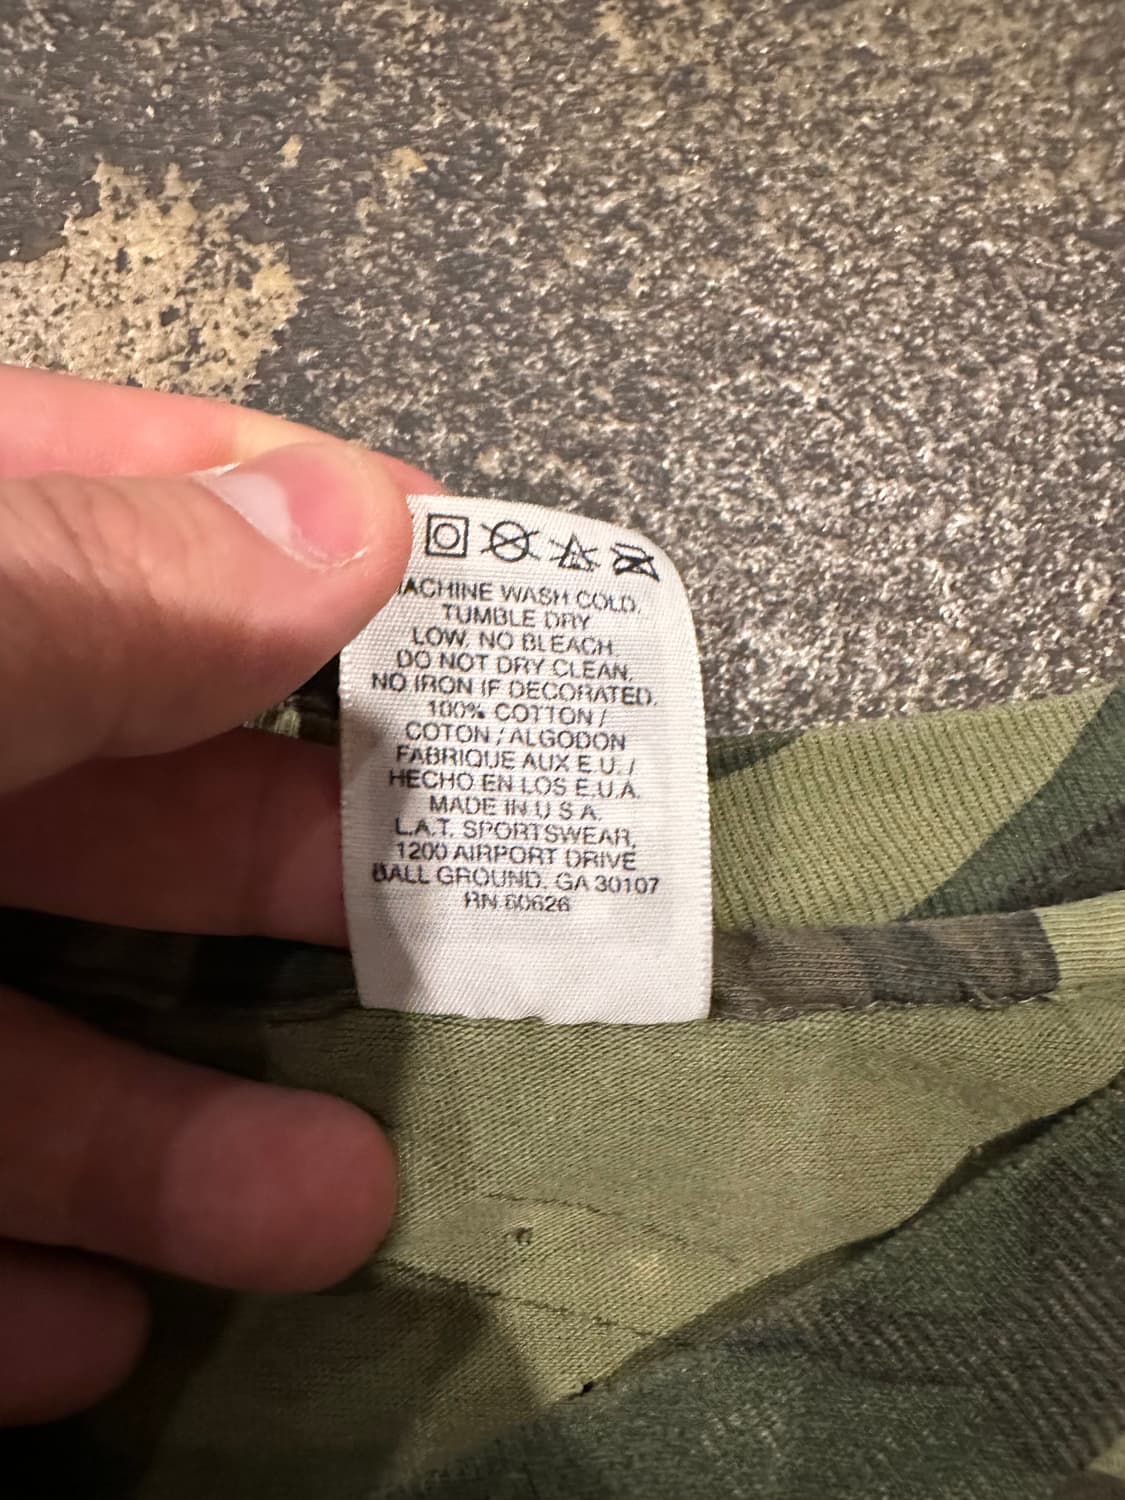 MACHINE WASH COLD.
TUMBLE DRY
LOW. NO BLEACH.
DO NOT DRY CLEAN.
NO IRON IF DECORATED.
100% COTTON /
COTON / ALGODON
FABRIQUE AUX E.U. /
HECHO EN LOS E.U.A.
MADE IN U S A.
L.A.T. SPORTSWEAR,
1200 AIRPORT DRIVE
BALL GROUND, GA 30107
RN 60626